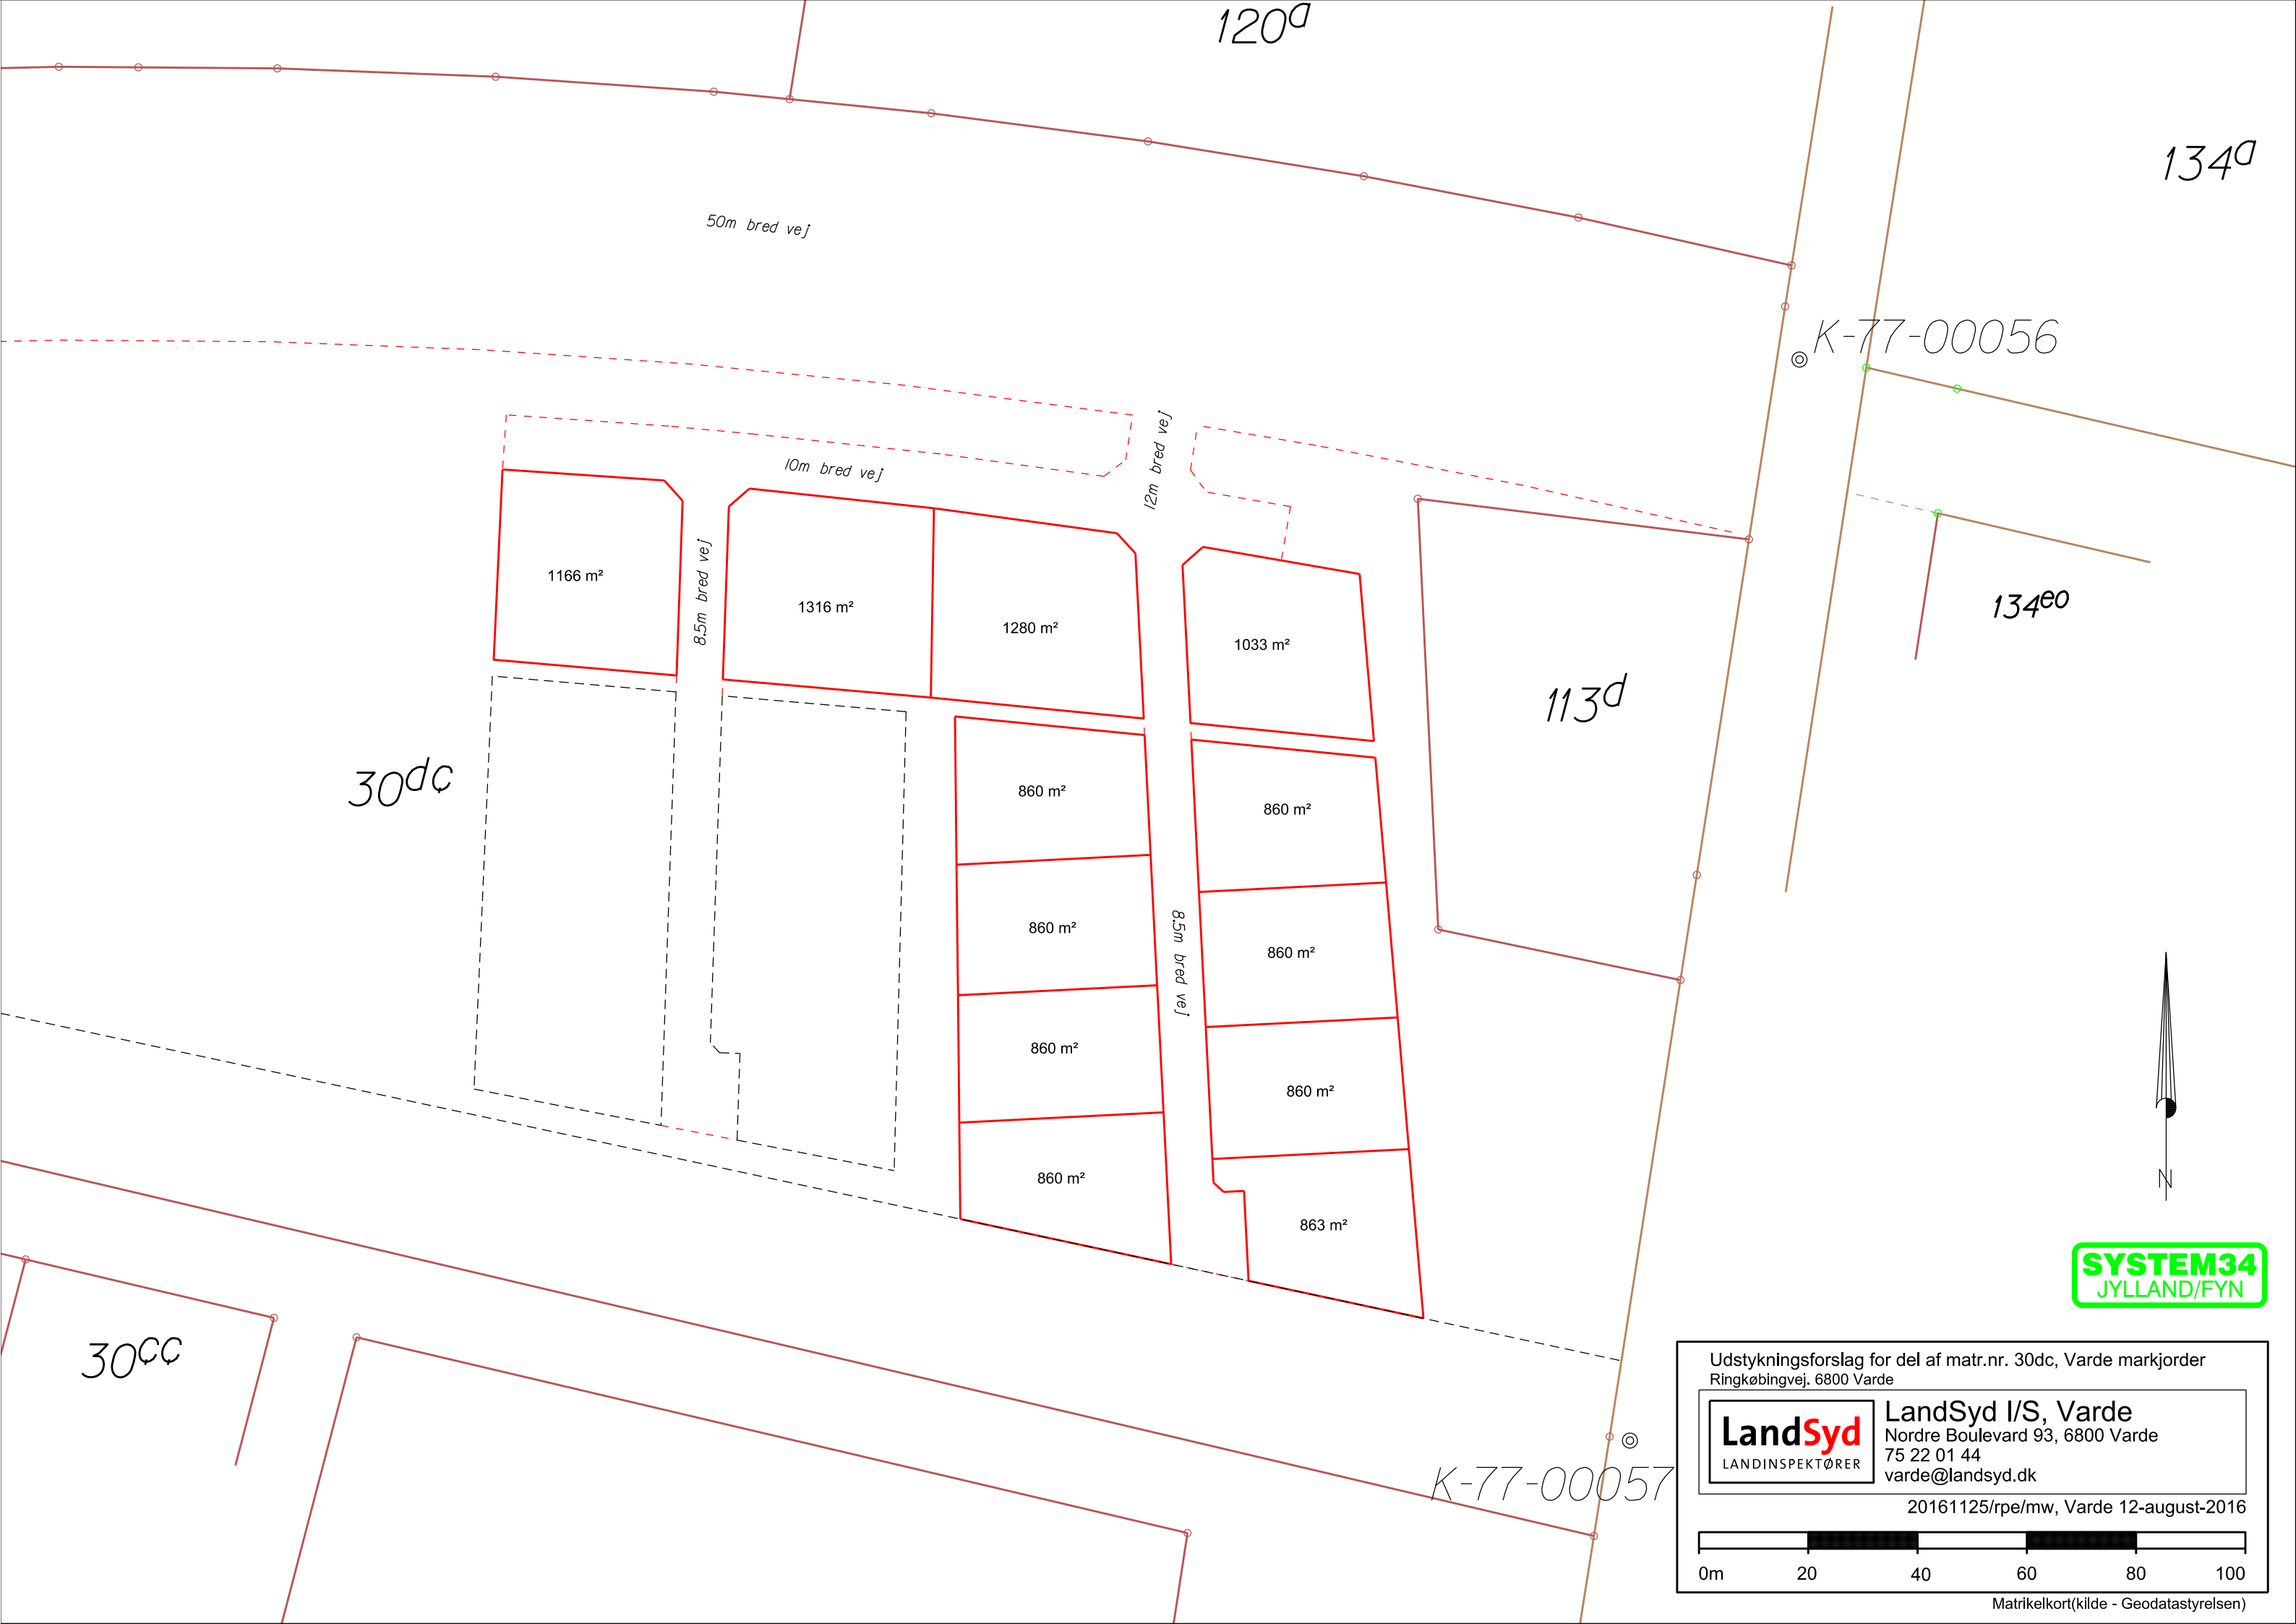 120a
134a
50m bred vej
K-77-00056
12m bred vej
10m bred vej
8.5m bred vej
1166 m²
1316 m²
1280 m²
1033 m²
134eo
113d
30dç
860 m²
860 m²
860 m²
860 m²
8.5m bred vej
860 m²
860 m²
860 m²
860 m²
863 m²
N
SYSTEM34
JYLLAND/FYN
30çç
K-77-00057
Udstykningsforslag for del af matr.nr. 30dc, Varde markjorder
Ringkøbingvej. 6800 Varde
LandSyd
LANDINSPEKTØRER
LandSyd I/S, Varde
Nordre Boulevard 93, 6800 Varde
75 22 01 44
varde@landsyd.dk
20161125/rpe/mw, Varde 12-august-2016
0m 20 40 60 80 100
Matrikelkort(kilde - Geodatastyrelsen)